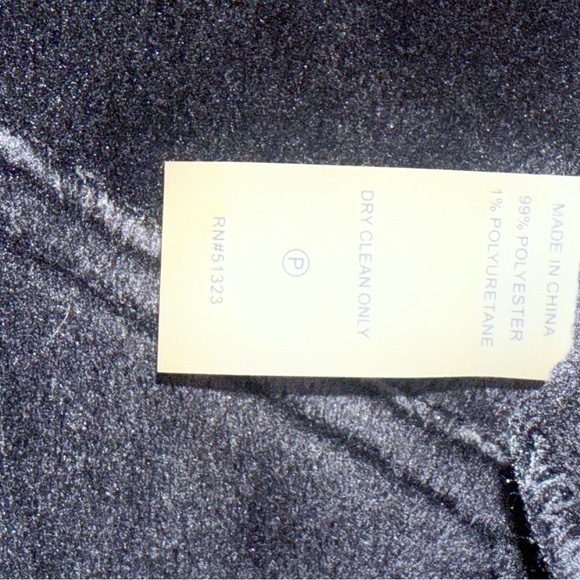 MADE IN CHINA
99% POLYESTER
1% POLYURETANE
DRY CLEAN ONLY
P
RN#51323